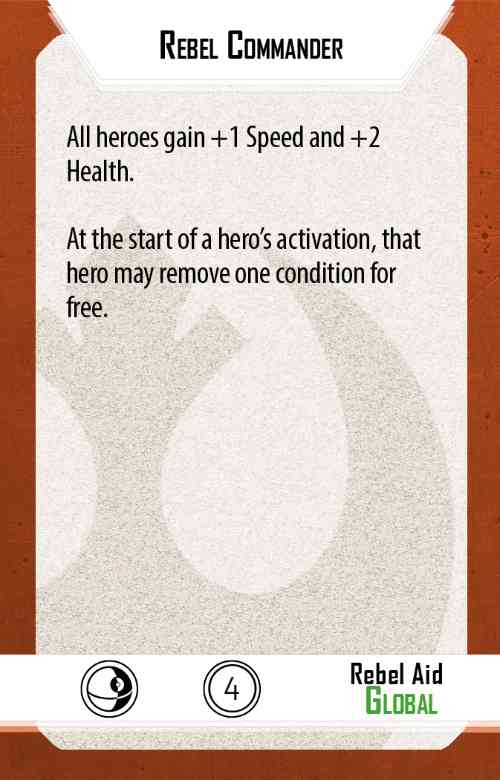 Rebel Commander
All heroes gain +1 Speed and +2
Health.
At the start of a hero’s activation, that
hero may remove one condition for
free.
4
Rebel Aid
Global